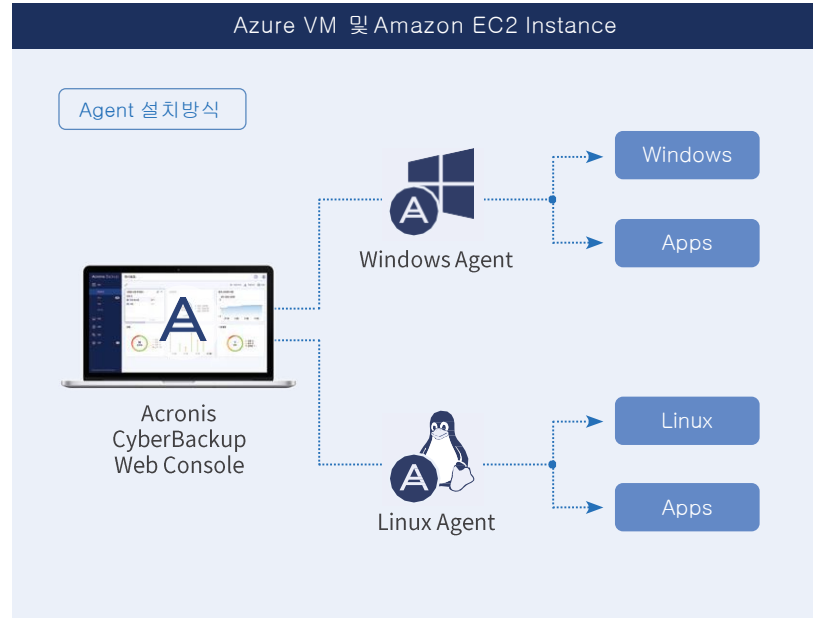 Azure VM 및 Amazon EC2 Instance
Agent 설치방식
Windows
Apps
Windows Agent
Acronis
CyberBackup
Web Console
Linux
Apps
Linux Agent